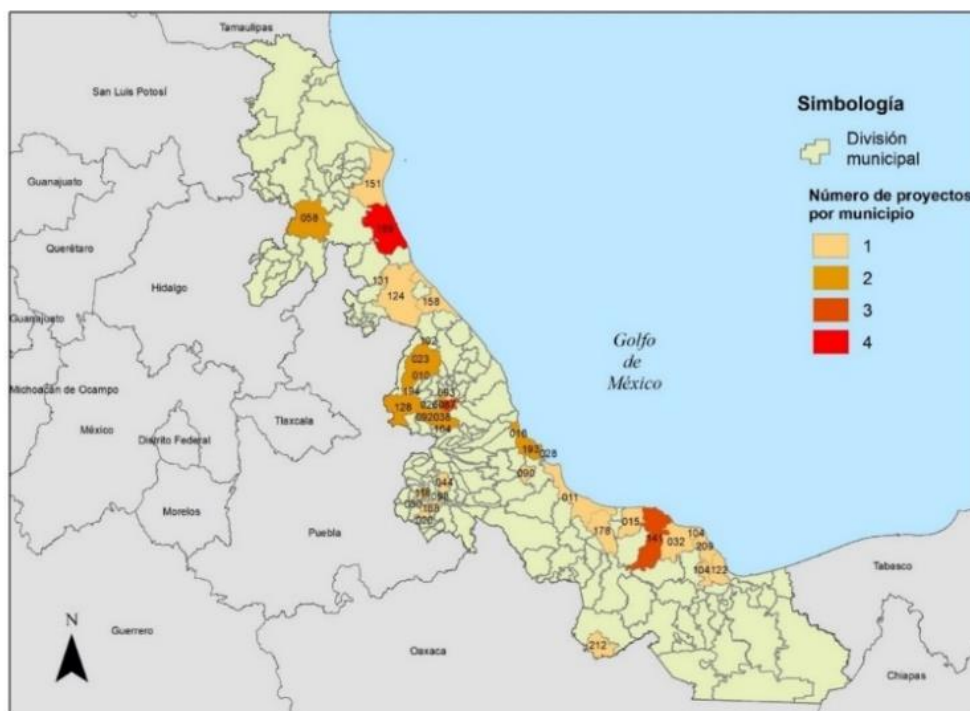 Tamaulipas
San Luis Potosí
Guanajuato
Querétaro
Hidalgo
Guanajuato
Michoacán de Ocampo
México
Distrito Federal
Tlaxcala
Morelos
Puebla
Guerrero
Oaxaca
Tabasco
Chiapas
Golfo
de
México
N
Simbología
División
municipal
Número de proyectos
por municipio
1
2
3
4
151
058
131
124
158
023
010
194
128
104
016
193
028
090
044
011
178
015
141
032
104
209
104
122
212